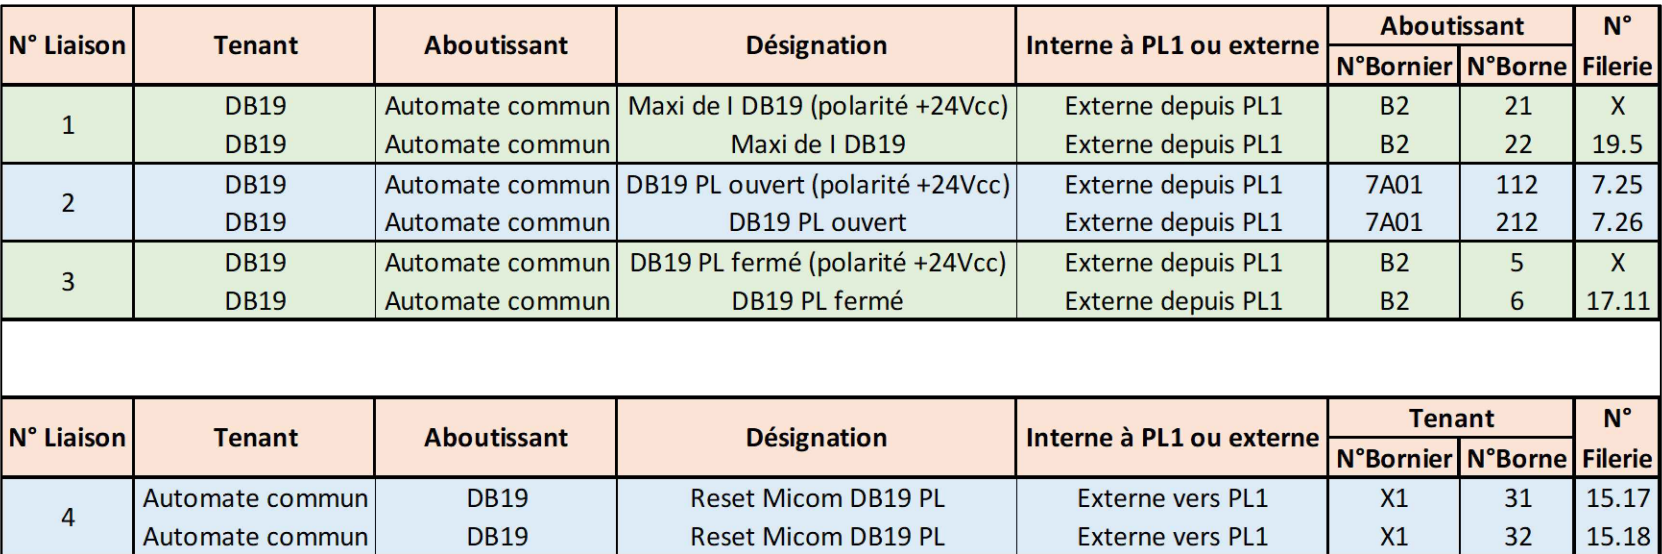 N° Liaison Tenant Aboutissant Désignation Interne à PL1 ou externe Aboutissant N°
N°Bornier N°Borne Filerie
1 DB19 Automate commun Maxi de I DB19 (polarité +24Vcc) Externe depuis PL1 B2 21 X
DB19 Automate commun Maxi de I DB19 Externe depuis PL1 B2 22 19.5
2 DB19 Automate commun DB19 PL ouvert (polarité +24Vcc) Externe depuis PL1 7A01 112 7.25
DB19 Automate commun DB19 PL ouvert Externe depuis PL1 7A01 212 7.26
3 DB19 Automate commun DB19 PL fermé (polarité +24Vcc) Externe depuis PL1 B2 5 X
DB19 Automate commun DB19 PL fermé Externe depuis PL1 B2 6 17.11
N° Liaison Tenant Aboutissant Désignation Interne à PL1 ou externe Tenant N°
N°Bornier N°Borne Filerie
4 Automate commun DB19 Reset Micom DB19 PL Externe vers PL1 X1 31 15.17
Automate commun DB19 Reset Micom DB19 PL Externe vers PL1 X1 32 15.18